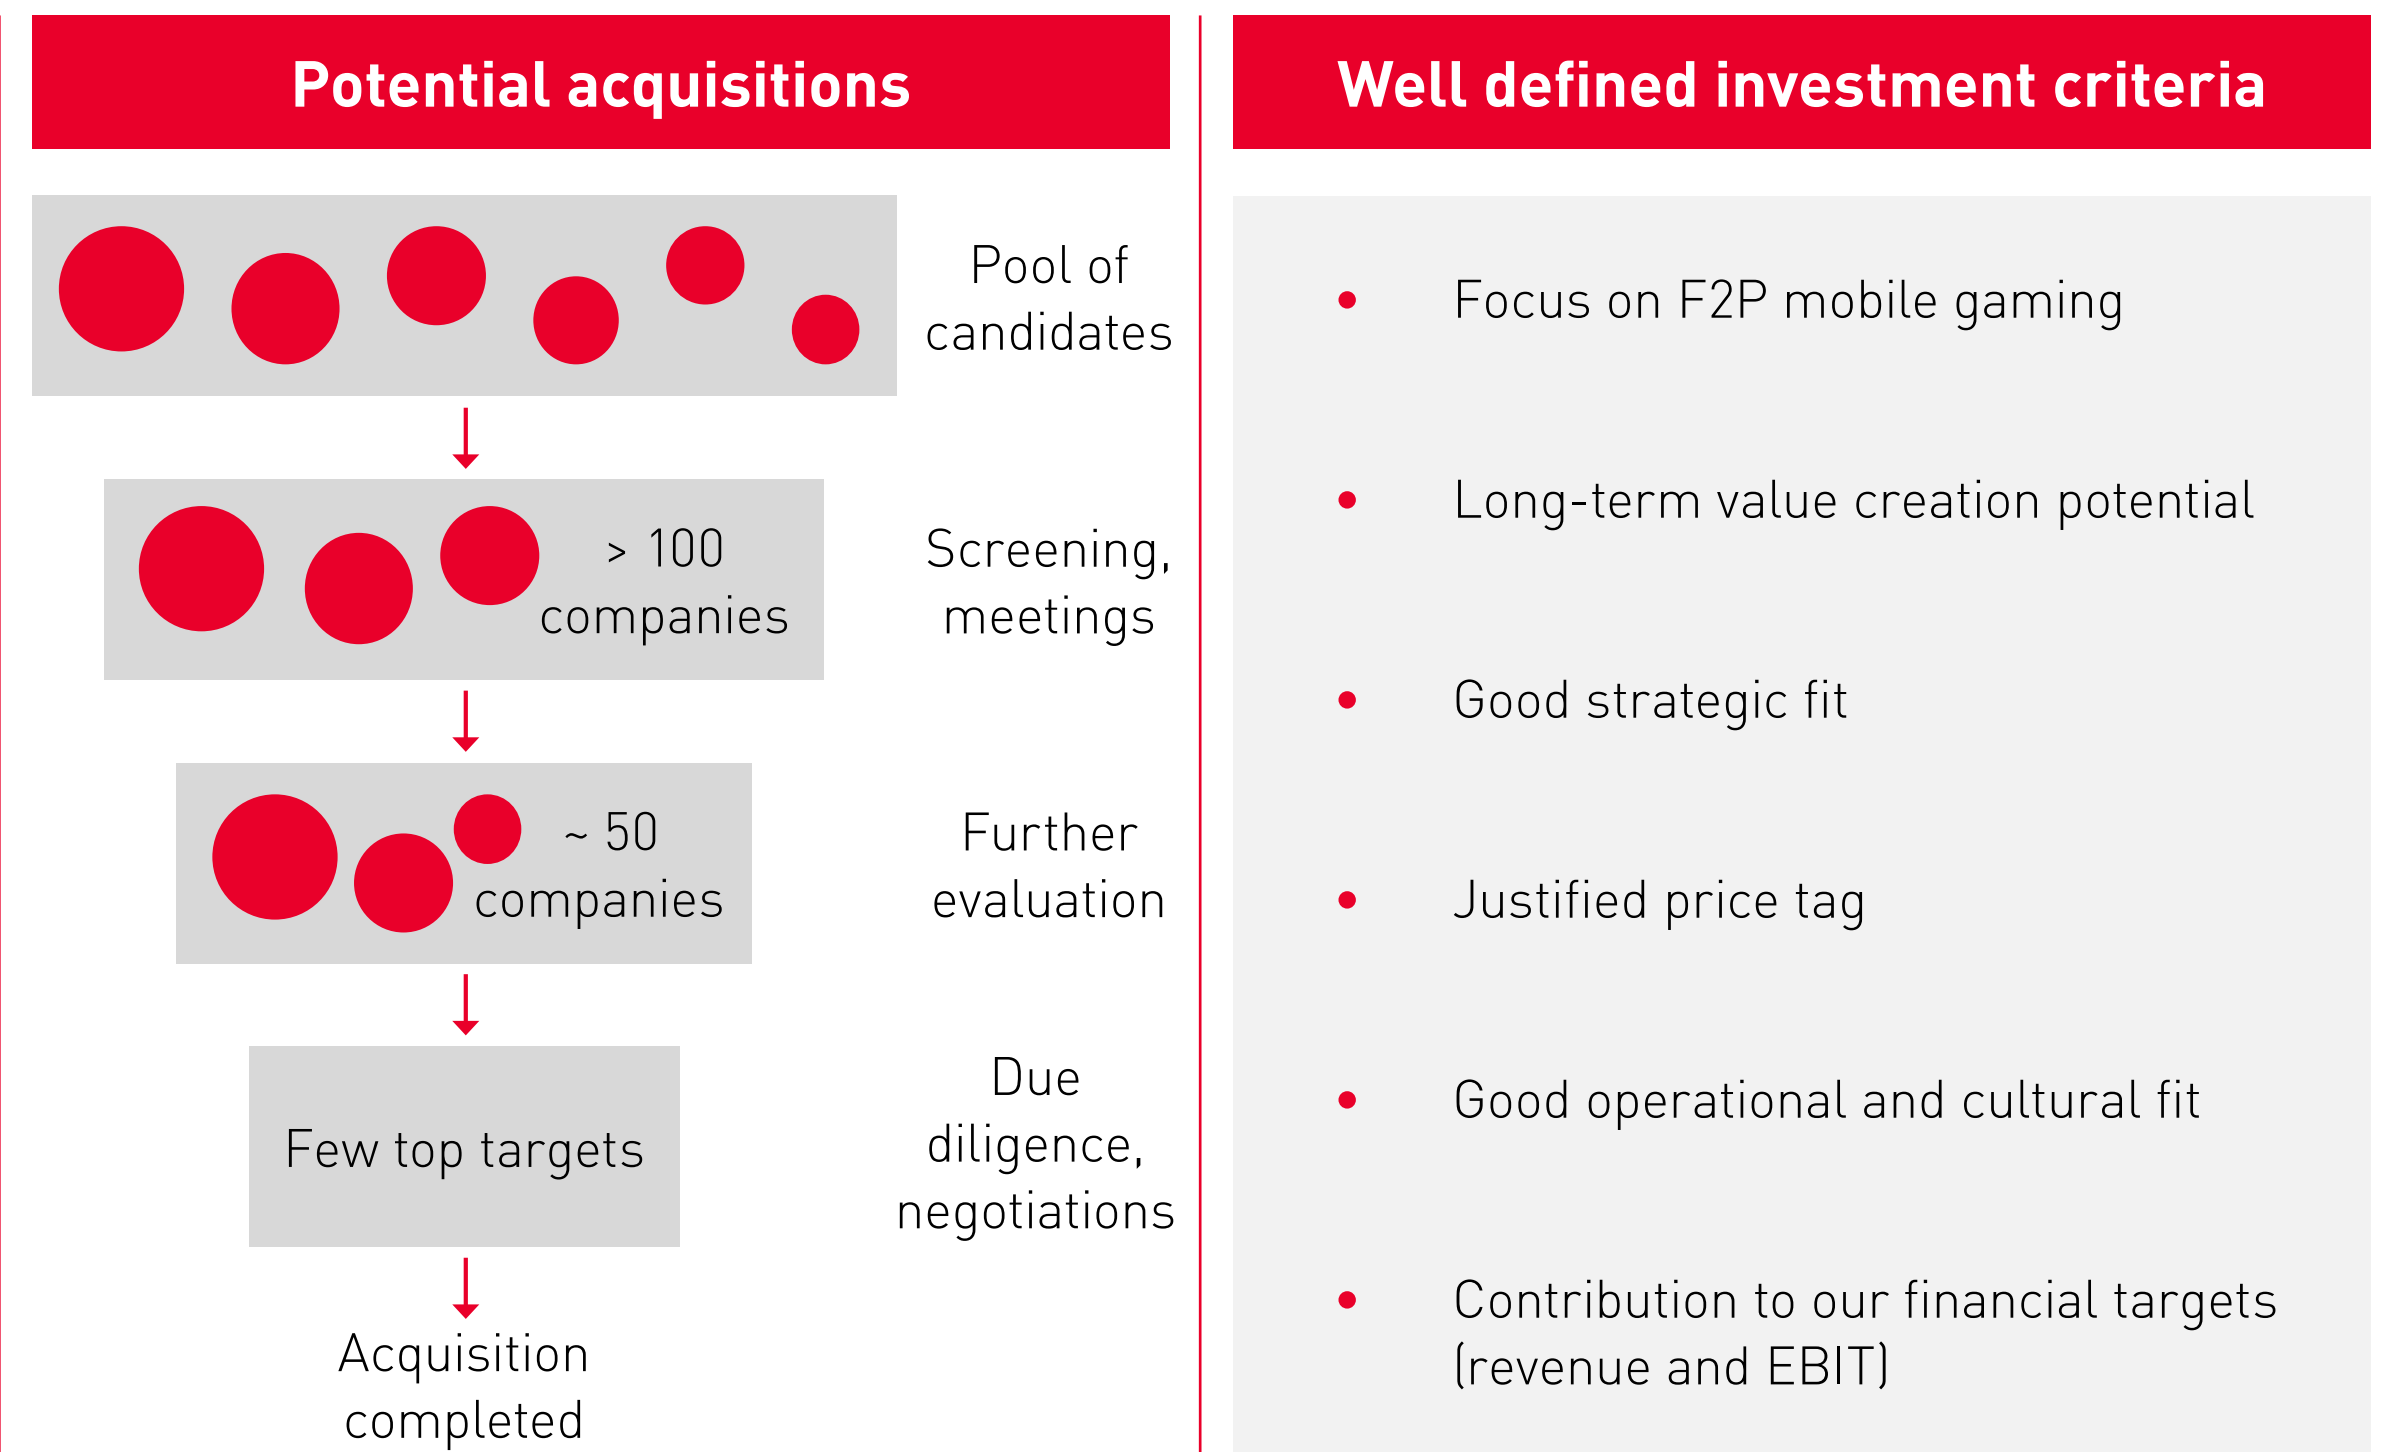 Potential acquisitions
Pool of
candidates
> 100
companies
Screening,
meetings
~ 50
companies
Further
evaluation
Few top targets
Due
diligence,
negotiations
Acquisition
completed
Well defined investment criteria
• Focus on F2P mobile gaming
• Long-term value creation potential
• Good strategic fit
• Justified price tag
• Good operational and cultural fit
• Contribution to our financial targets
(revenue and EBIT)